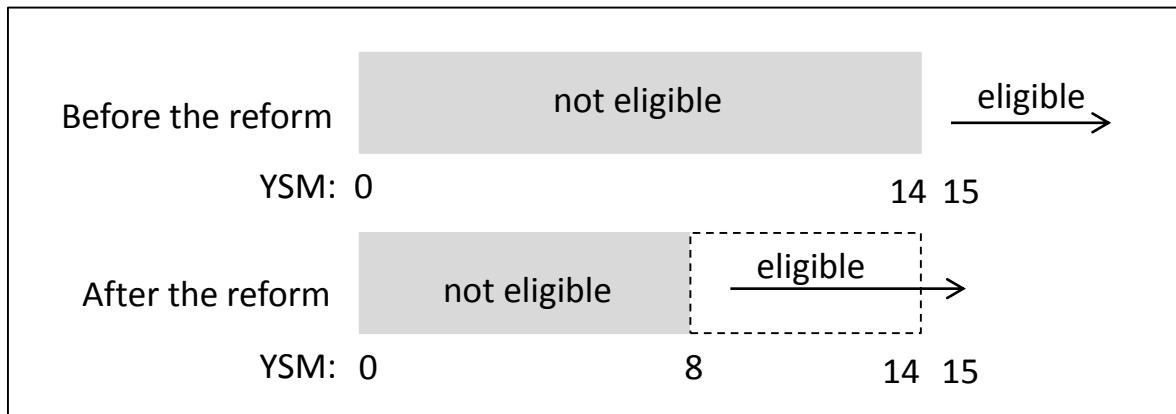 not eligible
eligible
Before the reform
YSM: 0 14 15
eligible
not eligible
After the reform
YSM: 0 8 14 15